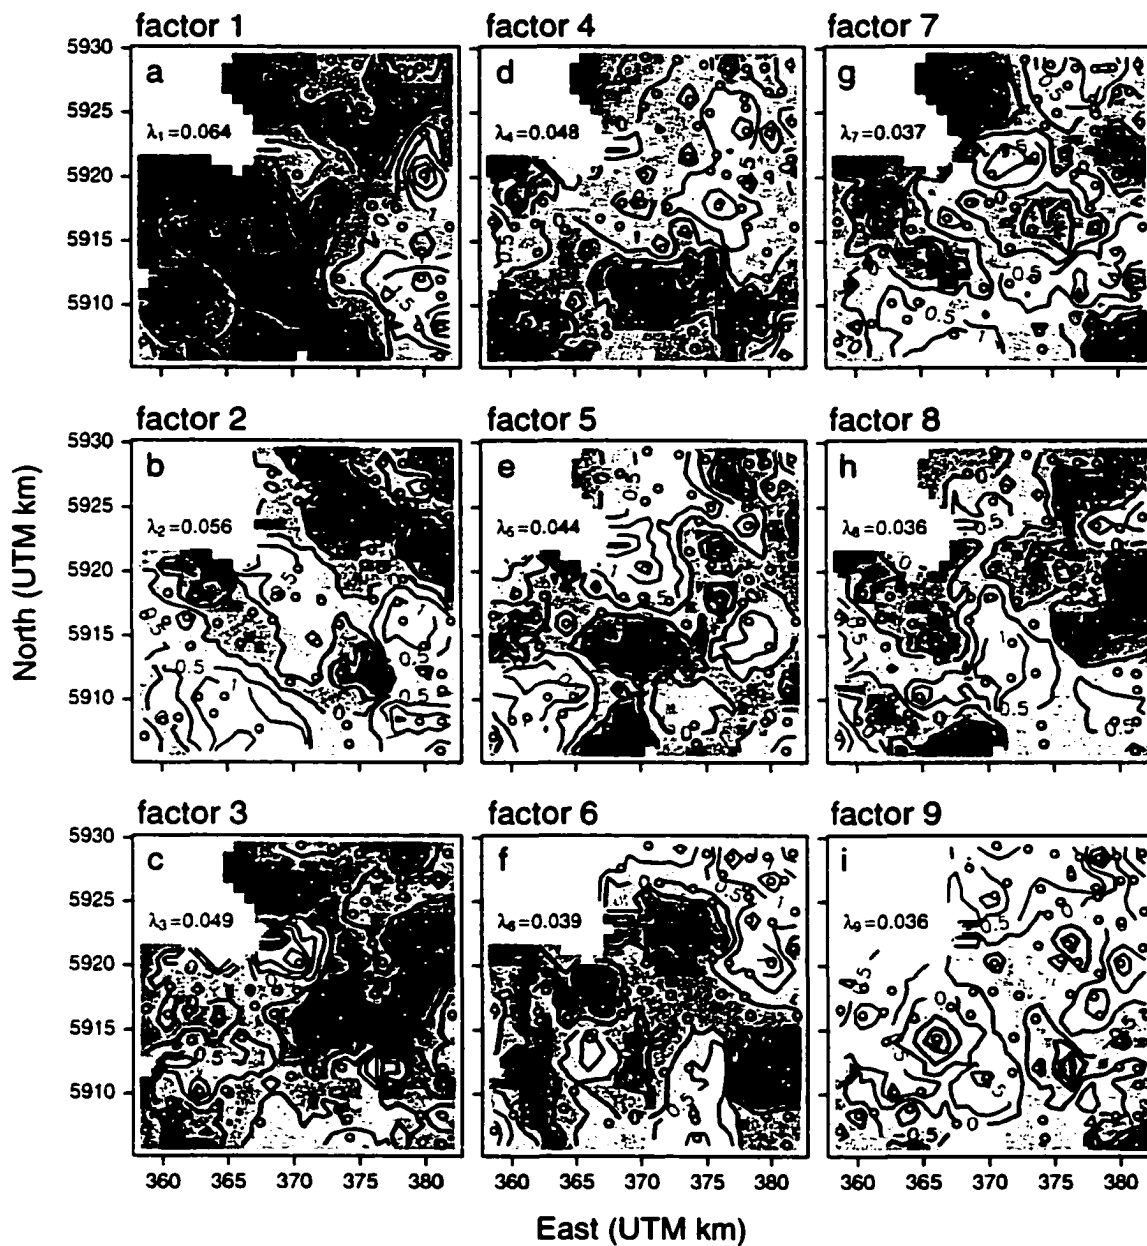 factor 1
factor 4
factor 7
a
d
g
λ1=0.064
λ4=0.048
λ7=0.037
5930
5925
5920
5915
5910
factor 2
factor 5
factor 8
b
e
h
λ2=0.056
λ5=0.044
λ8=0.036
5930
5925
5920
5915
5910
North (UTM km)
factor 3
factor 6
factor 9
c
f
i
λ3=0.049
λ6=0.039
λ9=0.036
5930
5925
5920
5915
5910
360 365 370 375 380
360 365 370 375 380
360 365 370 375 380
East (UTM km)